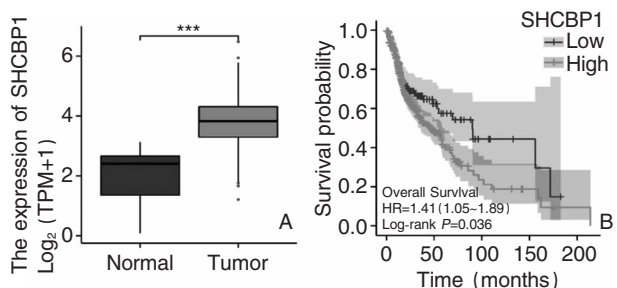 The expression of SHCBP1
Log₂ (TPM+1)
6
4
2
0
***
A
Normal
Tumor
SHCBP1
Low
High
Survival probability
1.0
0.8
0.6
0.4
0.2
0.0
Overall Survival
HR=1.41(1.05~1.89)
Log-rank P=0.036
B
0 50 100 150 200
Time (months)